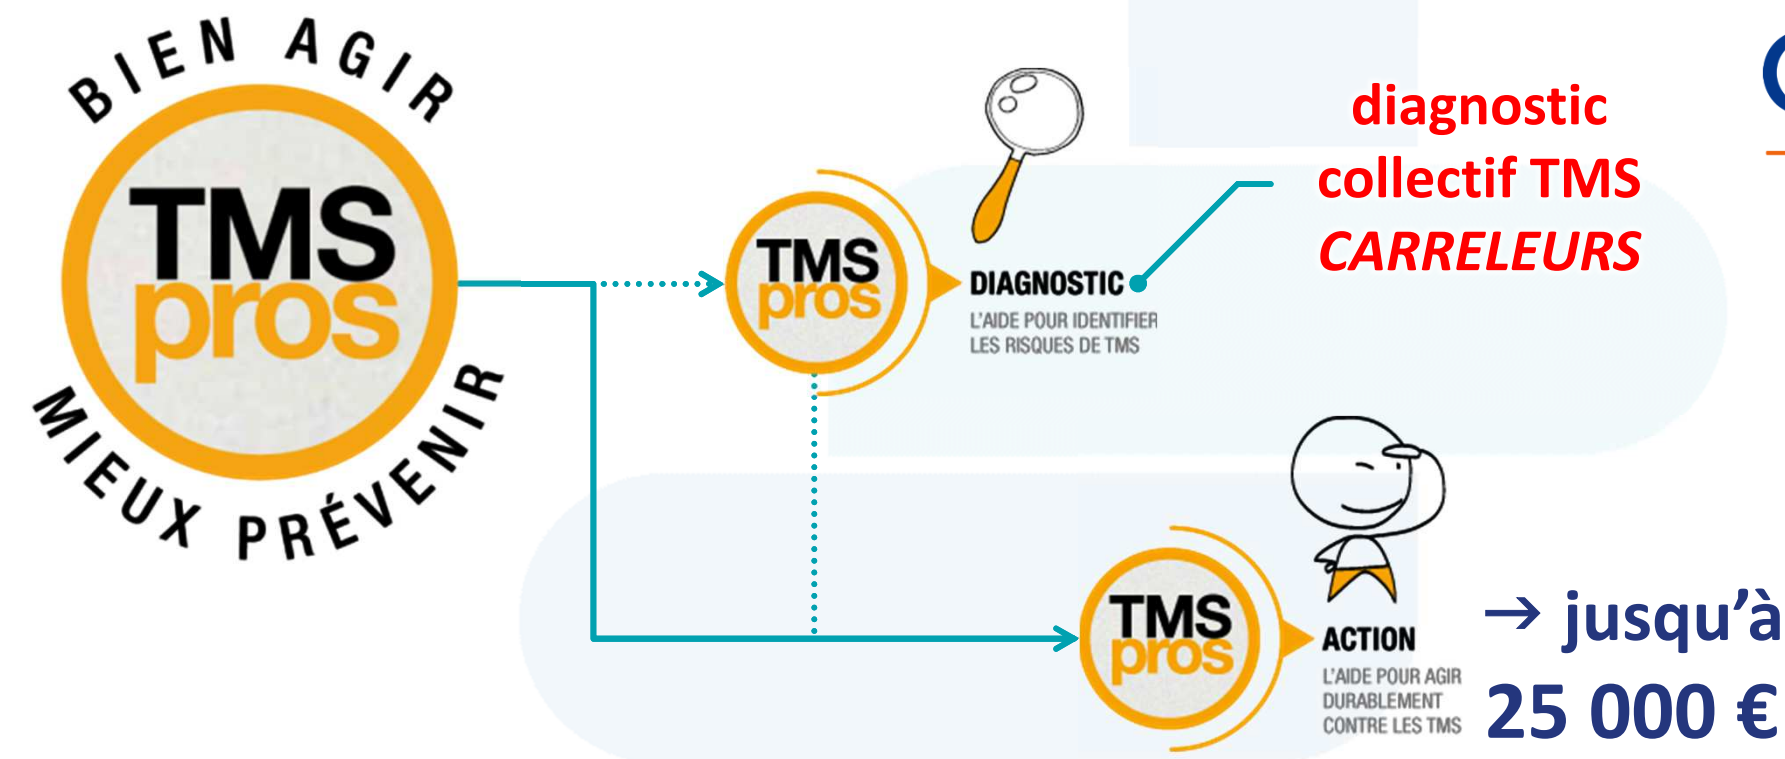 BIEN AGIR
TMS
pros
MIEUX PRÉVENIR
TMS
pros
DIAGNOSTIC
L'AIDE POUR IDENTIFIER
LES RISQUES DE TMS
diagnostic
collectif TMS
CARRELEURS
TMS
pros
ACTION
L'AIDE POUR AGIR
DURABLEMENT
CONTRE LES TMS
→ jusqu’à
25 000 €